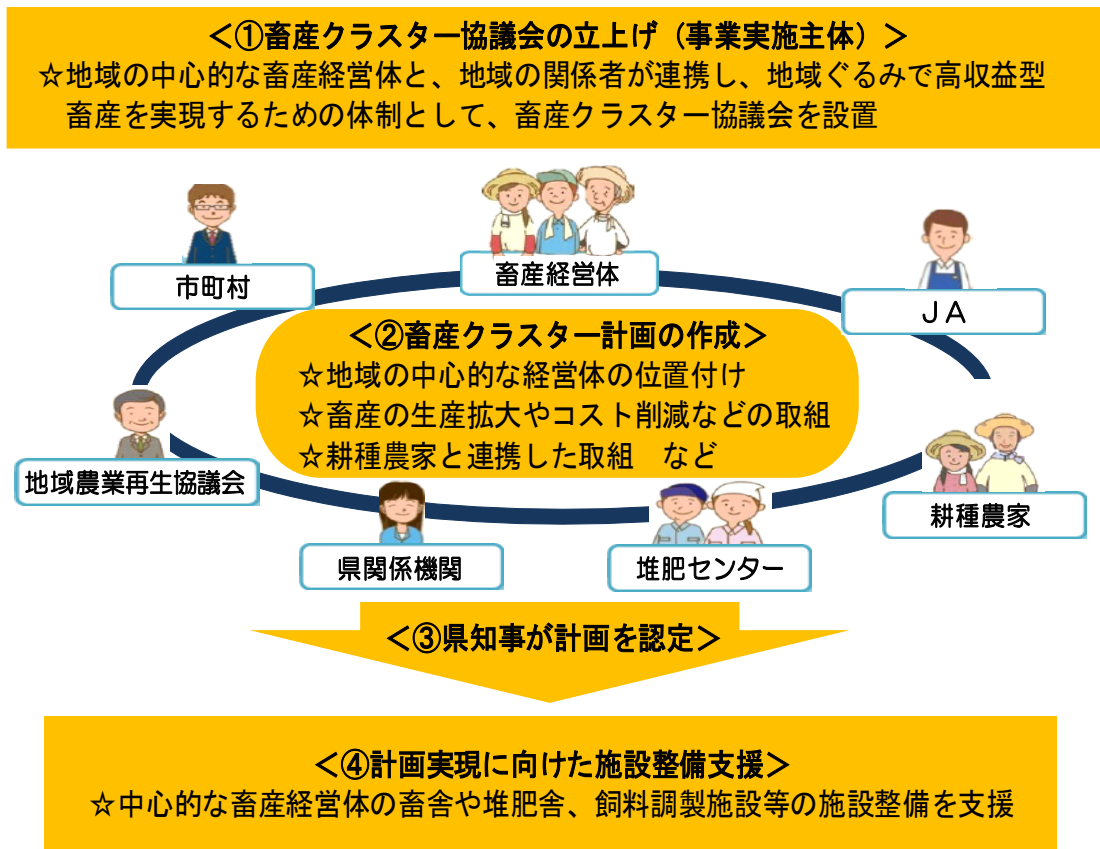 <①畜産クラスター協議会の立上げ（事業実施主体）>
☆地域の中心的な畜産経営体と、地域の関係者が連携し、地域ぐるみで高収益型
畜産を実現するための体制として、畜産クラスター協議会を設置
市町村
畜産経営体
ＪＡ
<②畜産クラスター計画の作成>
☆地域の中心的な経営体の位置付け
☆畜産の生産拡大やコスト削減などの取組
☆耕種農家と連携した取組　など
地域農業再生協議会
耕種農家
県関係機関
堆肥センター
<③県知事が計画を認定>
<④計画実現に向けた施設整備支援>
☆中心的な畜産経営体の畜舎や堆肥舎、飼料調製施設等の施設整備を支援